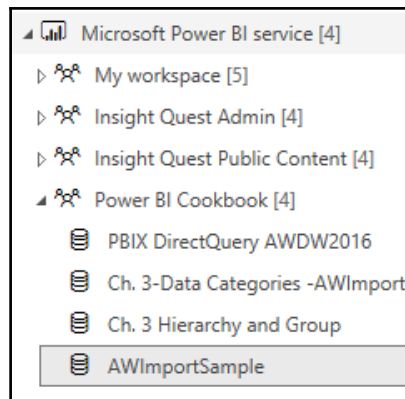 Microsoft Power BI service [4]
My workspace [5]
Insight Quest Admin [4]
Insight Quest Public Content [4]
Power BI Cookbook [4]
PBIX DirectQuery AWDW2016
Ch. 3-Data Categories -AWImport
Ch. 3 Hierarchy and Group
AWImportSample